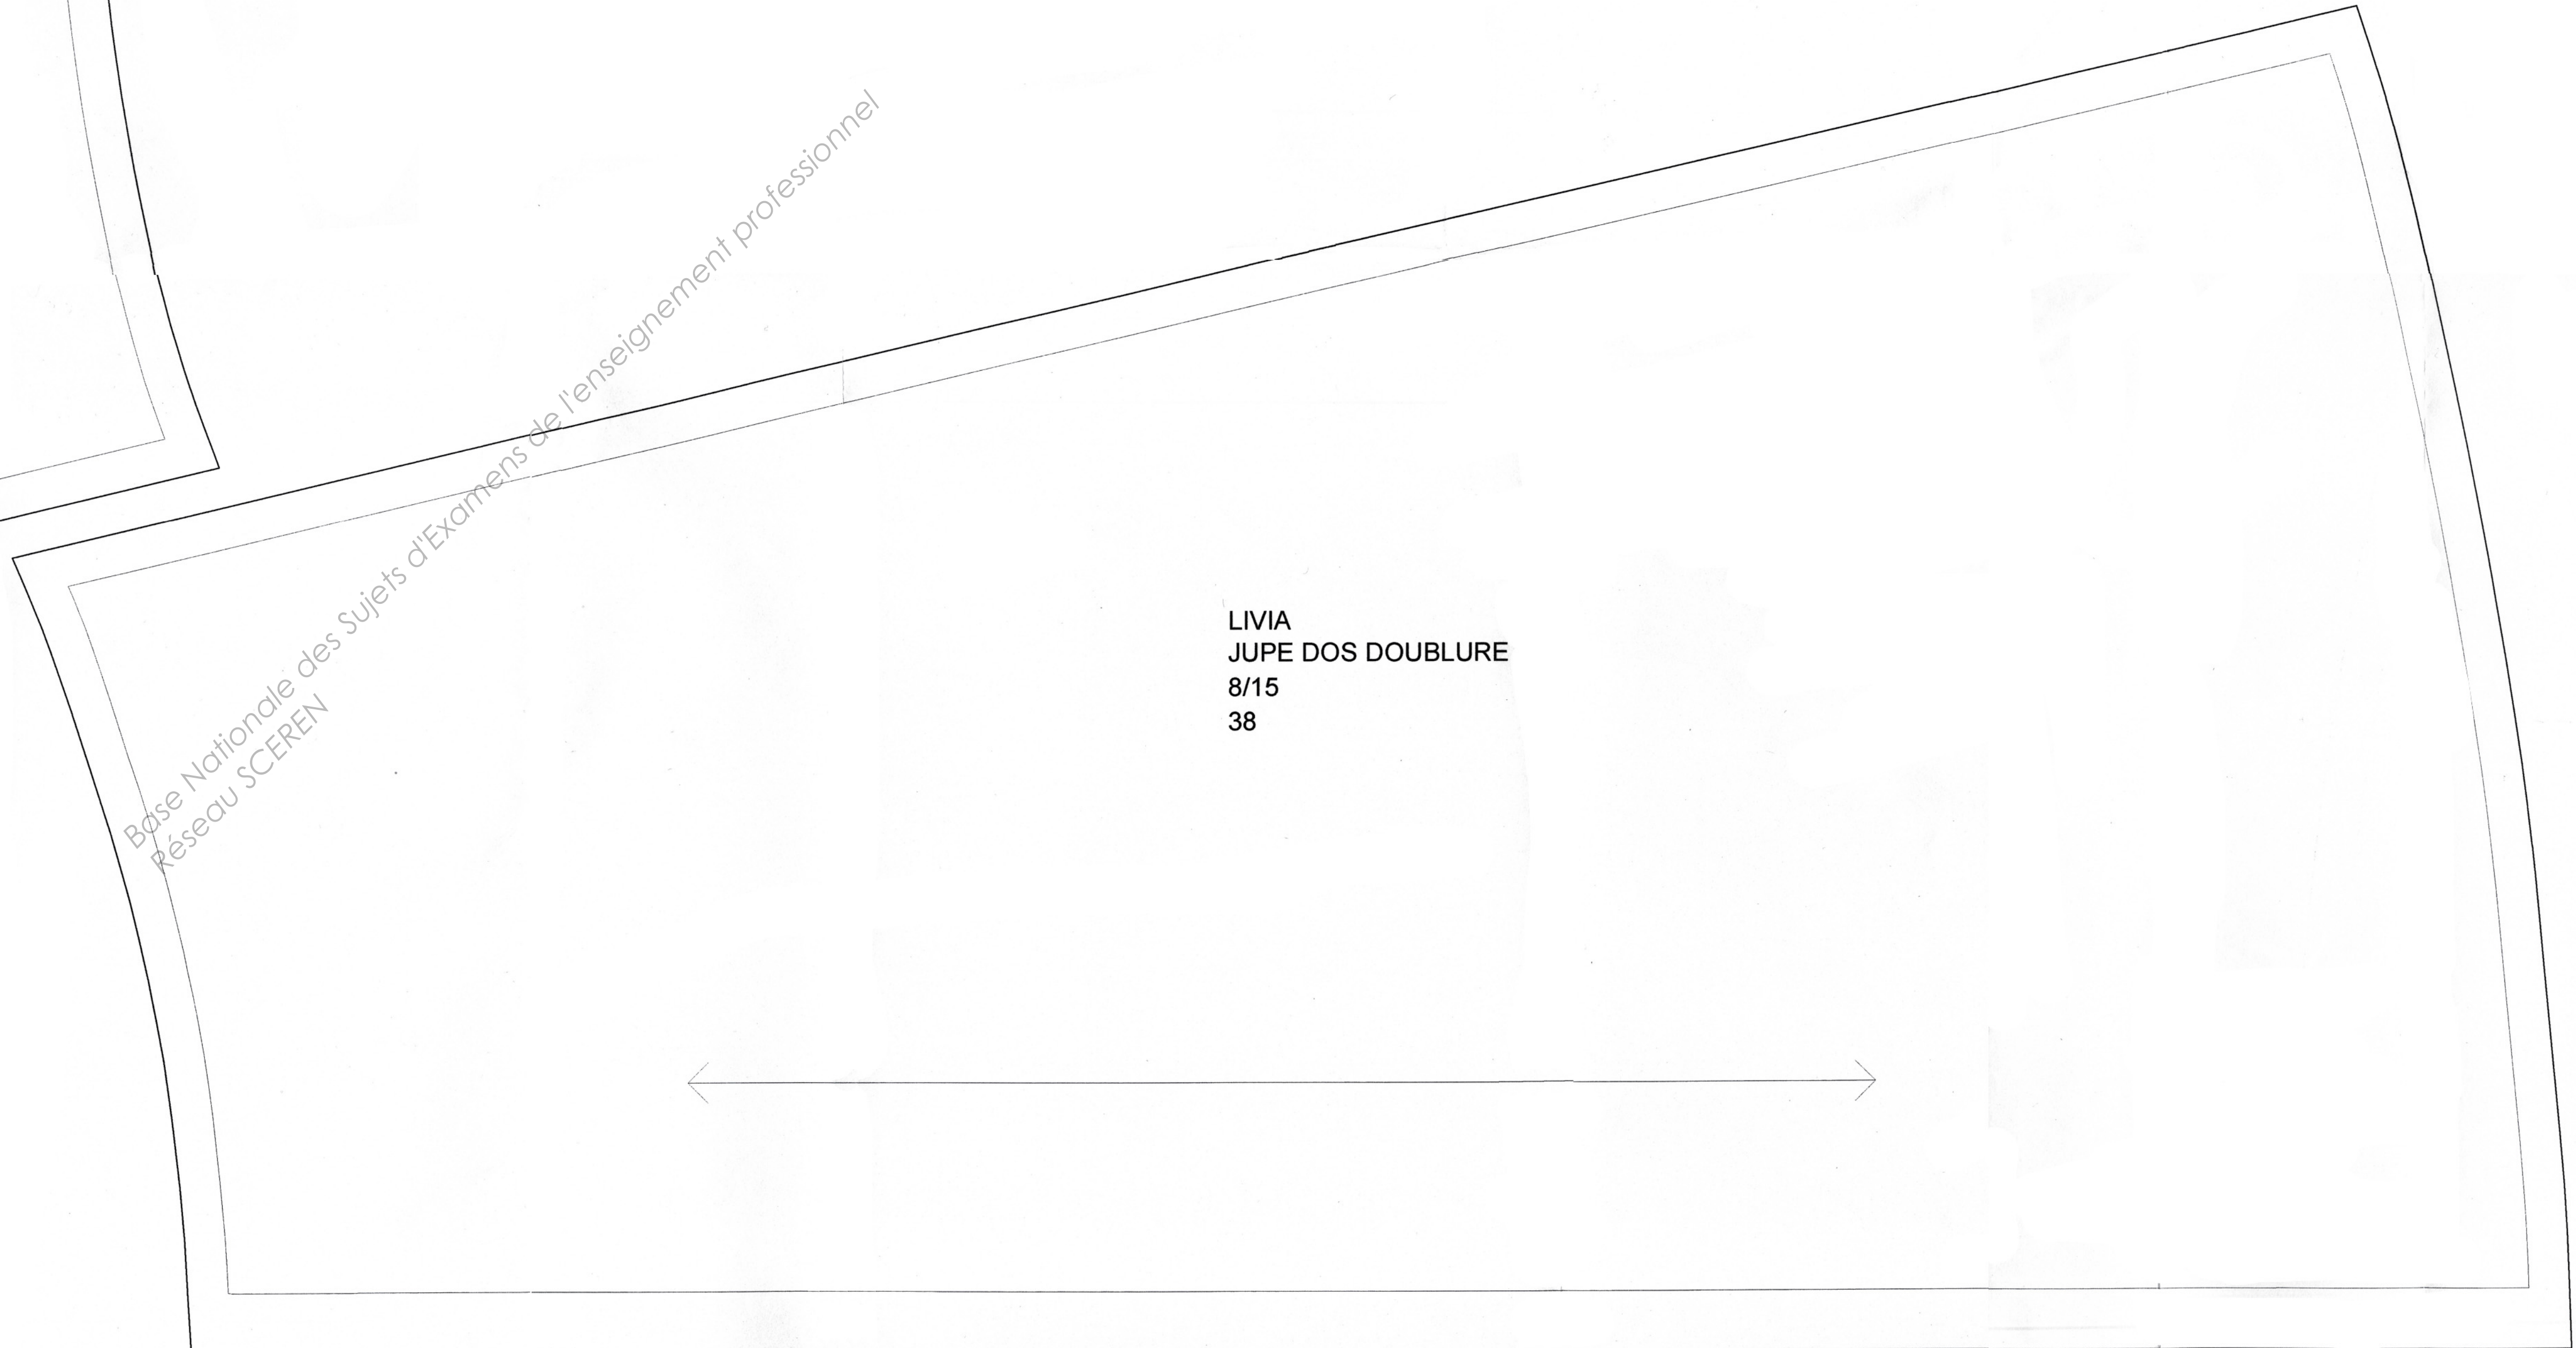 LIVIA
JUPE DOS DOUBLURE
8/15
38
Base Nationale des Sujets d'Examens de l'enseignement professionnel
Réseau SCEREN